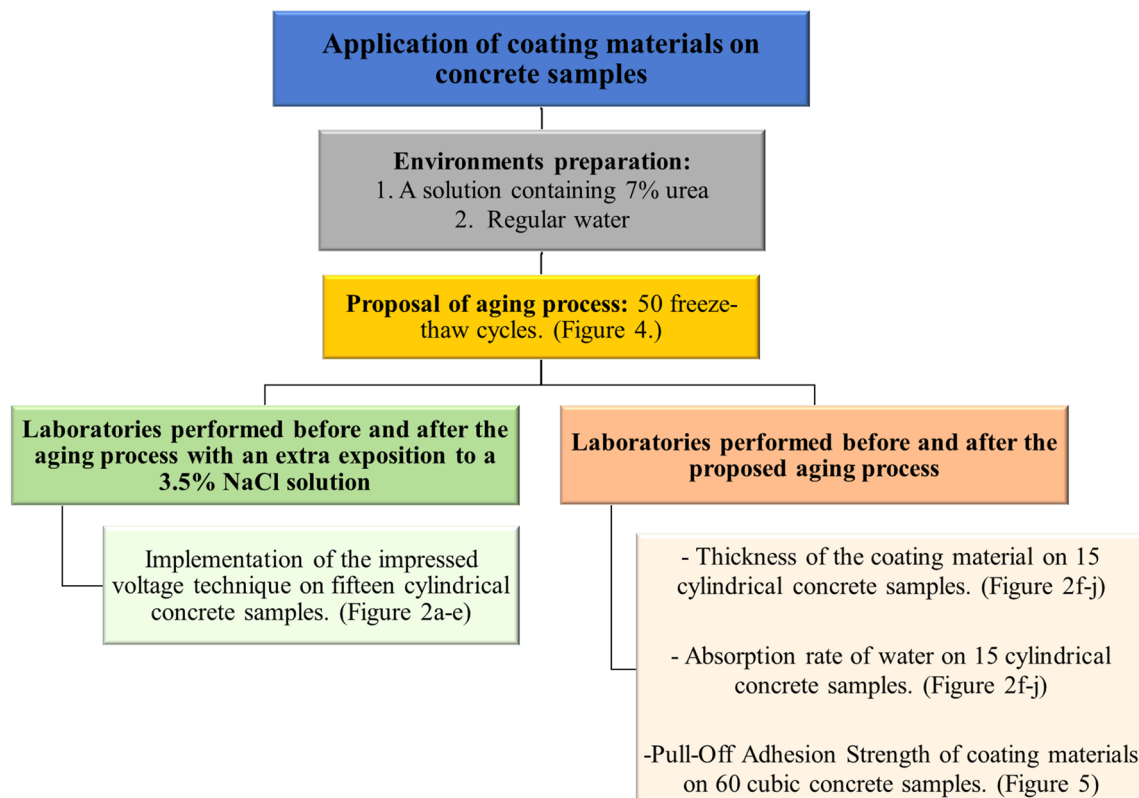 Application of coating materials on
concrete samples
Environments preparation:
1. A solution containing 7% urea
2. Regular water
Proposal of aging process: 50 freeze-
thaw cycles. (Figure 4.)
Laboratories performed before and after the
aging process with an extra exposition to a
3.5% NaCl solution
Implementation of the impressed
voltage technique on fifteen cylindrical
concrete samples. (Figure 2a-e)
Laboratories performed before and after the
proposed aging process
- Thickness of the coating material on 15
cylindrical concrete samples. (Figure 2f-j)
- Absorption rate of water on 15 cylindrical
concrete samples. (Figure 2f-j)
-Pull-Off Adhesion Strength of coating materials
on 60 cubic concrete samples. (Figure 5)